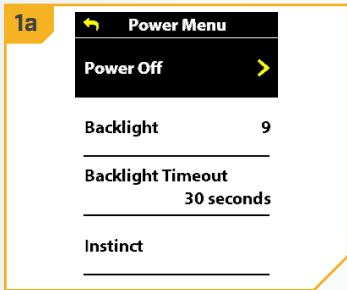 1a
Power Menu
Power Off
Backlight 9
Backlight Timeout
30 seconds
Instinct